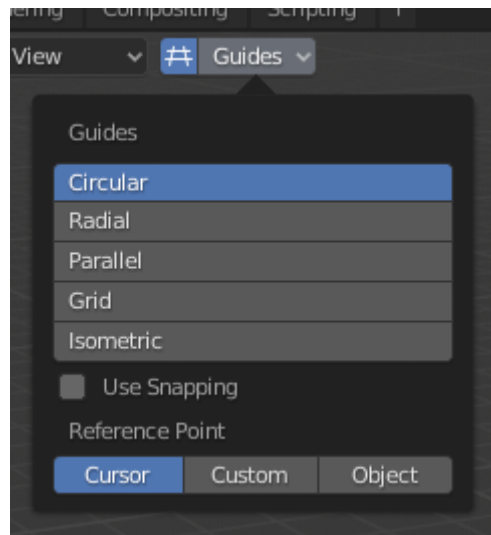 Compositing Scripting +
View Guides
Guides
Circular
Radial
Parallel
Grid
Isometric
Use Snapping
Reference Point
Cursor Custom Object